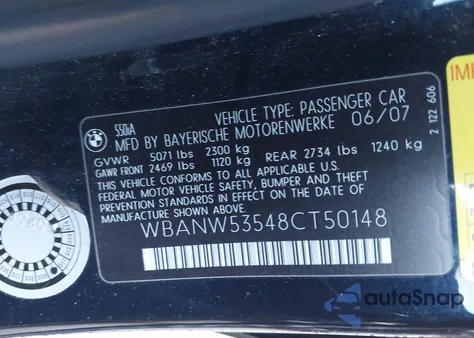 IMP
550iA
VEHICLE TYPE: PASSENGER CAR
MFD BY BAYERISCHE MOTORENWERKE 06/07
GVWR 5071 lbs 2300 kg
GAWR FRONT 2469 lbs 1120 kg REAR 2734 lbs 1240 kg
THIS VEHICLE CONFORMS TO ALL APPLICABLE
FEDERAL MOTOR VEHICLE SAFETY, BUMPER, AND
THEFT PREVENTION STANDARDS IN EFFECT ON THE
DATE OF MANUFACTURE SHOWN ABOVE.
WBANW53548CT50148
2 122 606
autoSnap